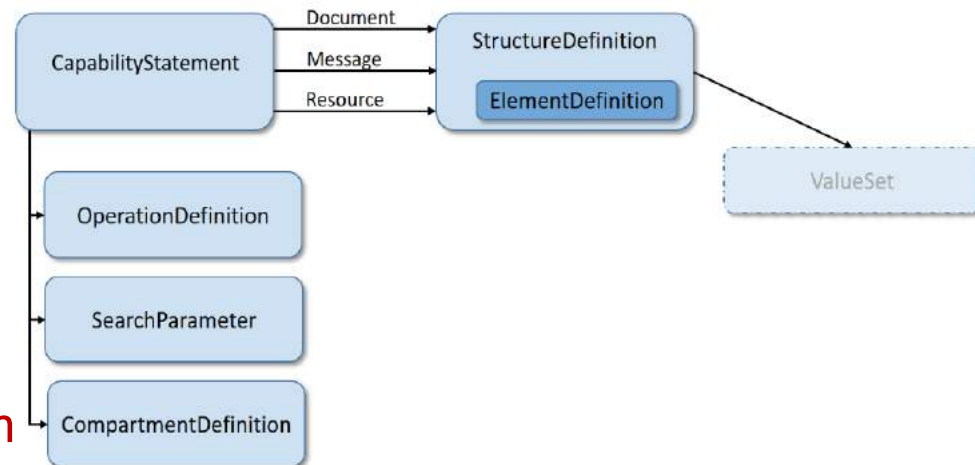 Document
CapabilityStatement
StructureDefinition
Message
Resource
ElementDefinition
ValueSet
OperationDefinition
SearchParameter
n
CompartmentDefinition